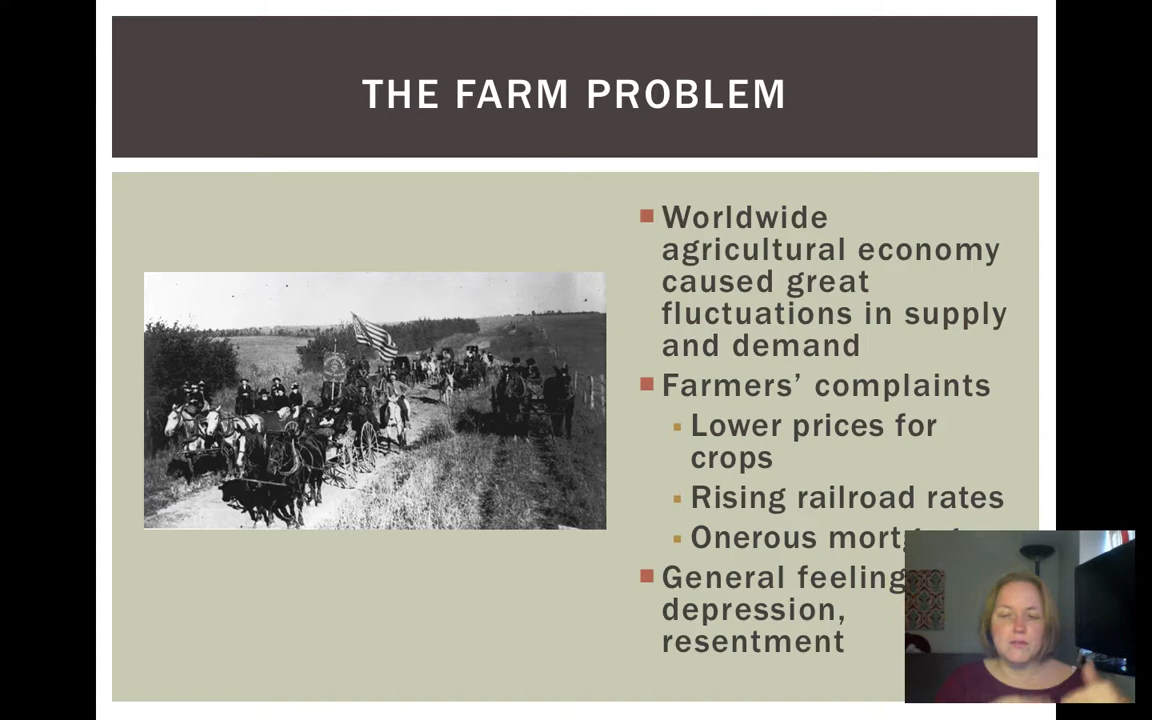 THE FARM PROBLEM
Worldwide
agricultural economy
caused great
fluctuations in supply
and demand
Farmers’ complaints
Lower prices for
crops
Rising railroad rates
Onerous
General feeling
depression,
resentment